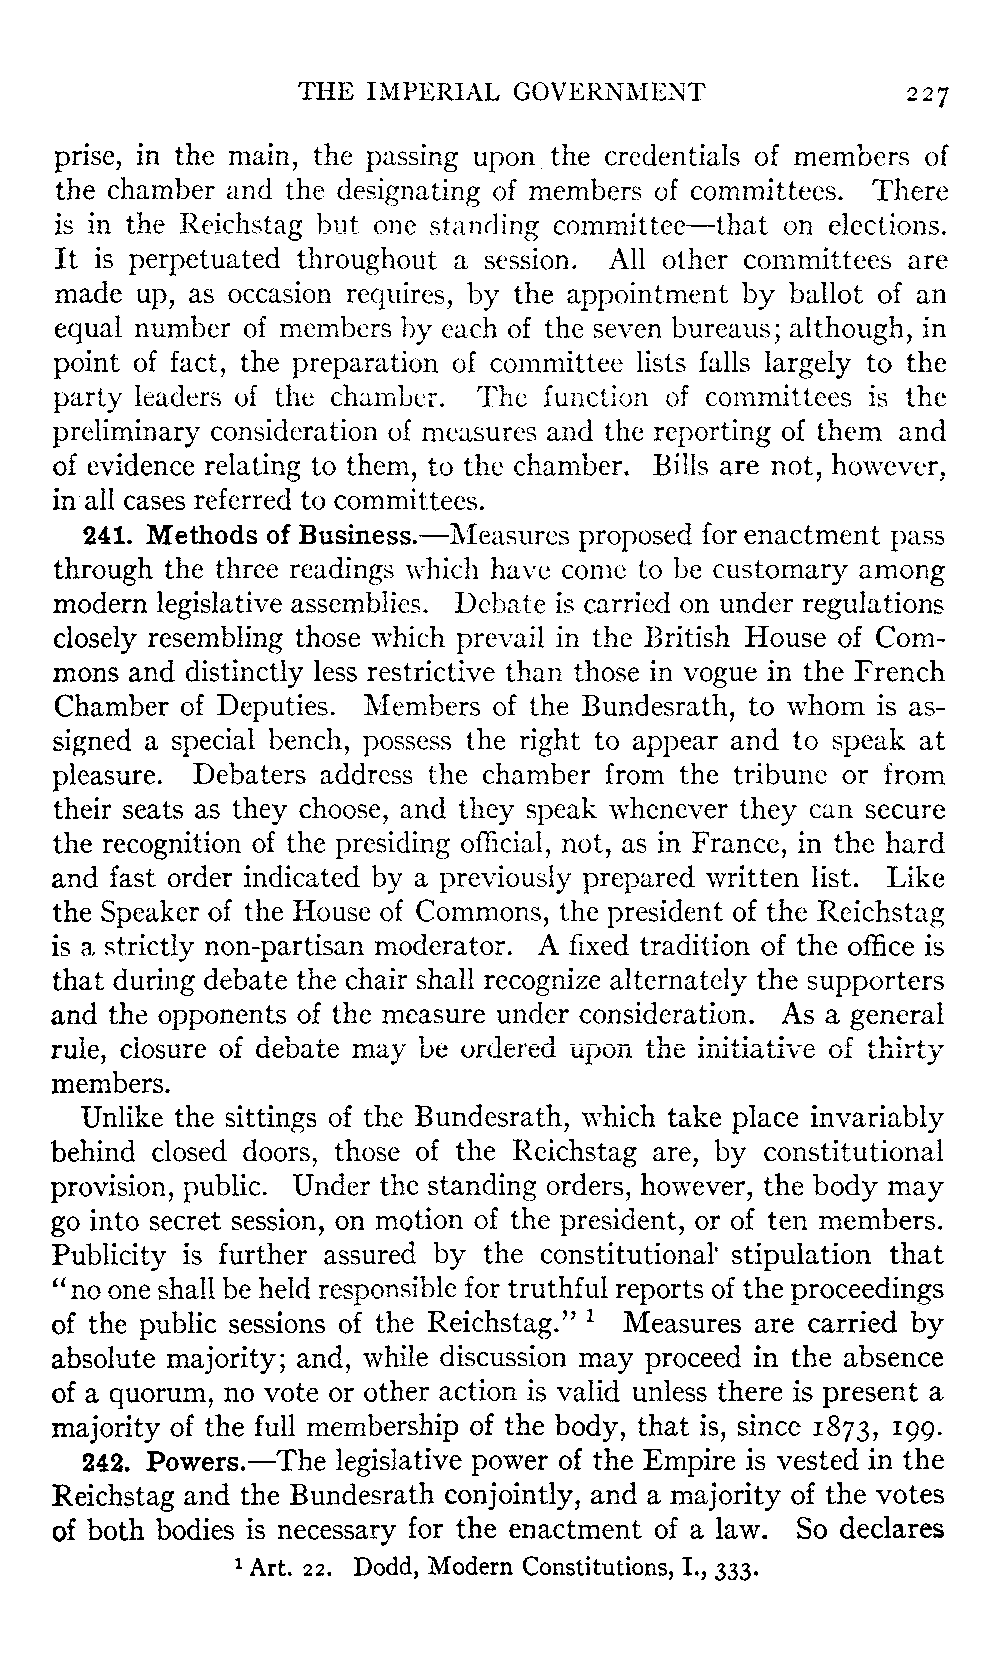 THE IMPERIAL GOVERNMENT 227
prise, in the main, the passing upon the credentials of members of
the chamber and the designating of members of committees. There
is in the Reichstag but one standing committee—that on elections.
It is perpetuated throughout a session. All other committees are
made up, as occasion requires, by the appointment by ballot of an
equal number of members by each of the seven bureaus; although, in
point of fact, the preparation of committee lists falls largely to the
party leaders of the chamber. The function of committees is the
preliminary consideration of measures and the reporting of them and
of evidence relating to them, to the chamber. Bills are not, however,
in all cases referred to committees.
241. Methods of Business.—Measures proposed for enactment pass
through the three readings which have come to be customary among
modern legislative assemblies. Debate is carried on under regulations
closely resembling those which prevail in the British House of Com-
mons and distinctly less restrictive than those in vogue in the French
Chamber of Deputies. Members of the Bundesrath, to whom is as-
signed a special bench, possess the right to appear and to speak at
pleasure. Debaters address the chamber from the tribune or from
their seats as they choose, and they speak whenever they can secure
the recognition of the presiding official, not, as in France, in the hard
and fast order indicated by a previously prepared written list. Like
the Speaker of the House of Commons, the president of the Reichstag
is a strictly non-partisan moderator. A fixed tradition of the office is
that during debate the chair shall recognize alternately the supporters
and the opponents of the measure under consideration. As a general
rule, closure of debate may be ordered upon the initiative of thirty
members.
Unlike the sittings of the Bundesrath, which take place invariably
behind closed doors, those of the Reichstag are, by constitutional
provision, public. Under the standing orders, however, the body may
go into secret session, on motion of the president, or of ten members.
Publicity is further assured by the constitutional stipulation that
“no one shall be held responsible for truthful reports of the proceedings
of the public sessions of the Reichstag.” ¹ Measures are carried by
absolute majority; and, while discussion may proceed in the absence
of a quorum, no vote or other action is valid unless there is present a
majority of the full membership of the body, that is, since 1873, 199.
242. Powers.—The legislative power of the Empire is vested in the
Reichstag and the Bundesrath conjointly, and a majority of the votes
of both bodies is necessary for the enactment of a law. So declares
¹ Art. 22. Dodd, Modern Constitutions, I., 333.